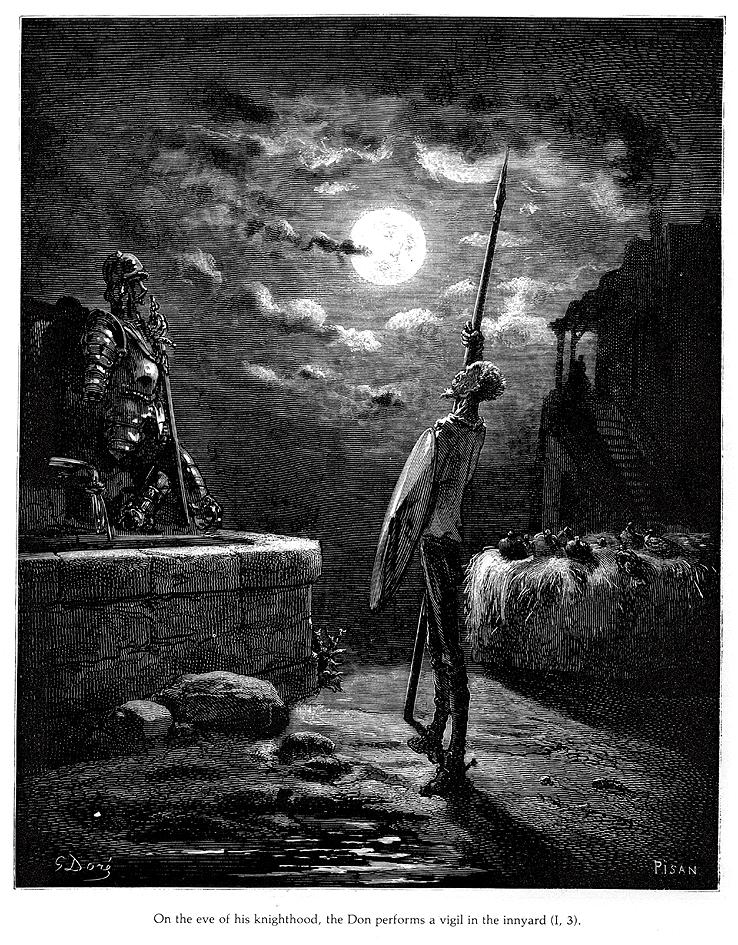 G Doré
PISAN
On the eve of his knighthood, the Don performs a vigil in the innyard (I, 3).